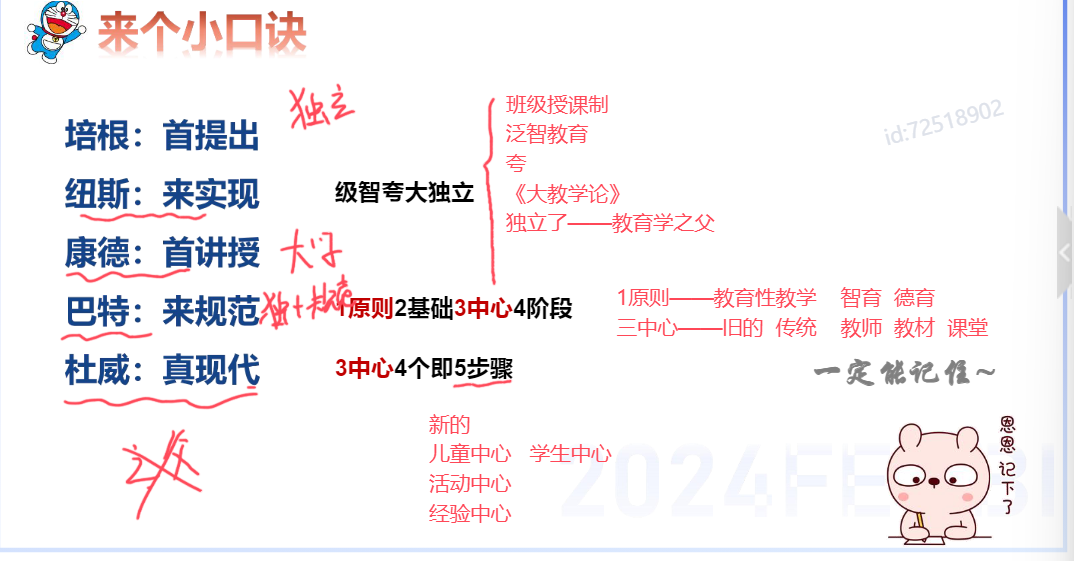 来个小口诀
独立
培根：首提出
纽斯：来实现
级智夸大独立
班级授课制
泛智教育
夸
《大教学论》
独立了——教育学之父
id:72518902
康德：首讲授
大学
巴特：来规范
独+规范
1原则2基础3中心4阶段
1原则——教育性教学 智育 德育
三中心——旧的 传统 教师 教材 课堂
杜威：真现代
3中心4个即5步骤
一定能记住~
新的
儿童中心 学生中心
活动中心
经验中心
恩恩 记下了